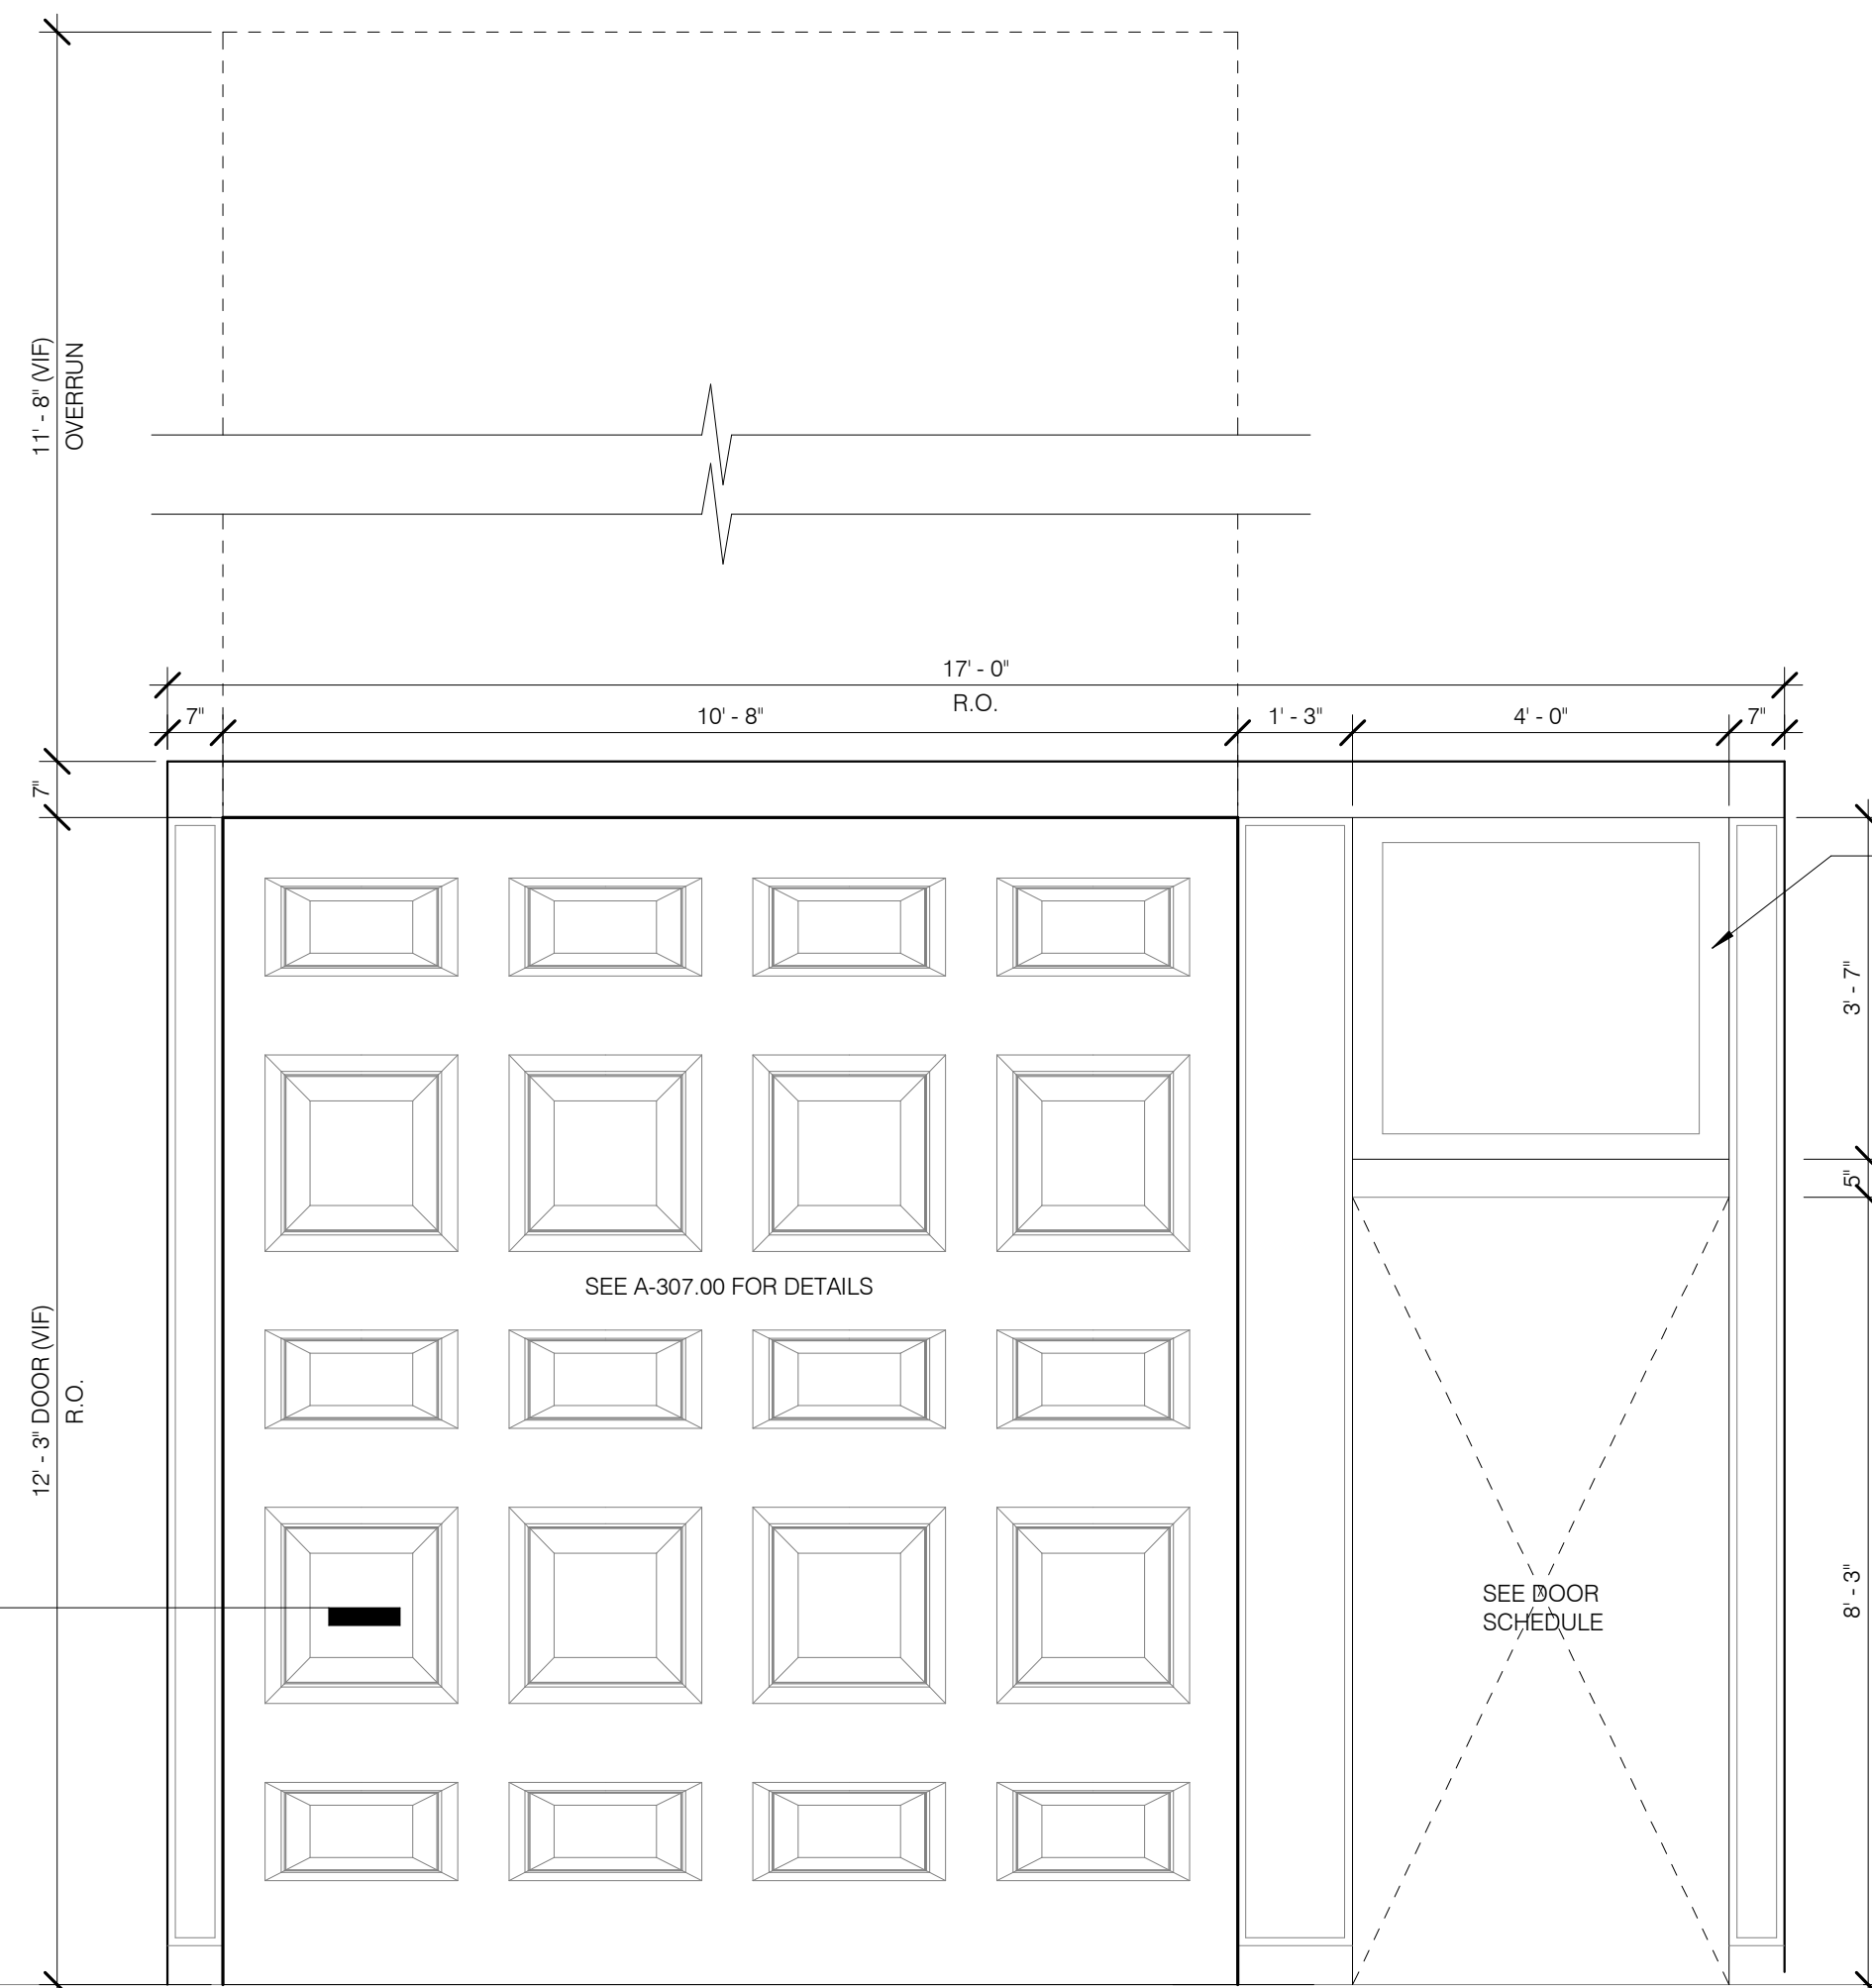 11' - 8" (VIF)
OVERRUN
17' - 0"
R.O.
7"
10' - 8"
1' - 3"
4' - 0"
7"
7"
3' - 7"
5"
SEE A-307.00 FOR DETAILS
12' - 3" DOOR (VIF)
R.O.
SEE DOOR
SCHEDULE
8' - 3"